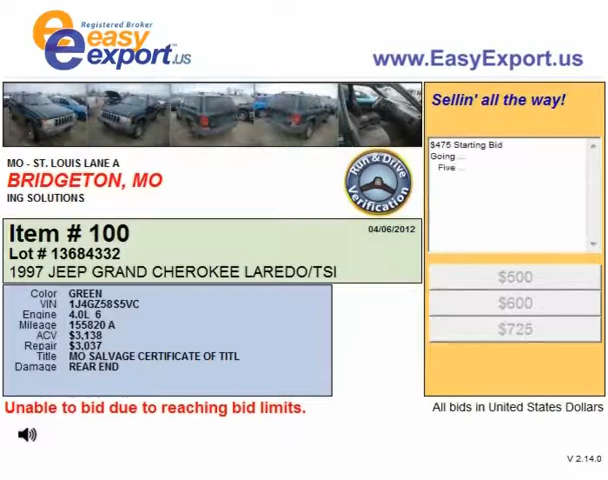 Registered Broker
easy
export.us
www.EasyExport.us
Sellin' all the way!
MO - ST. LOUIS LANE A
BRIDGETON, MO
ING SOLUTIONS
Run & Drive
Verification
$475 Starting Bid
Going ...
Five ...
Item # 100
04/06/2012
Lot # 13684332
1997 JEEP GRAND CHEROKEE LAREDO/TSI
$500
$600
$725
Color GREEN
VIN 1J4GZ58S5VC
Engine 4.0L 6
Mileage 155820 A
ACV $3,138
Repair $3,037
Title MO SALVAGE CERTIFICATE OF TITL
Damage REAR END
Unable to bid due to reaching bid limits.
All bids in United States Dollars
V 2.14.0